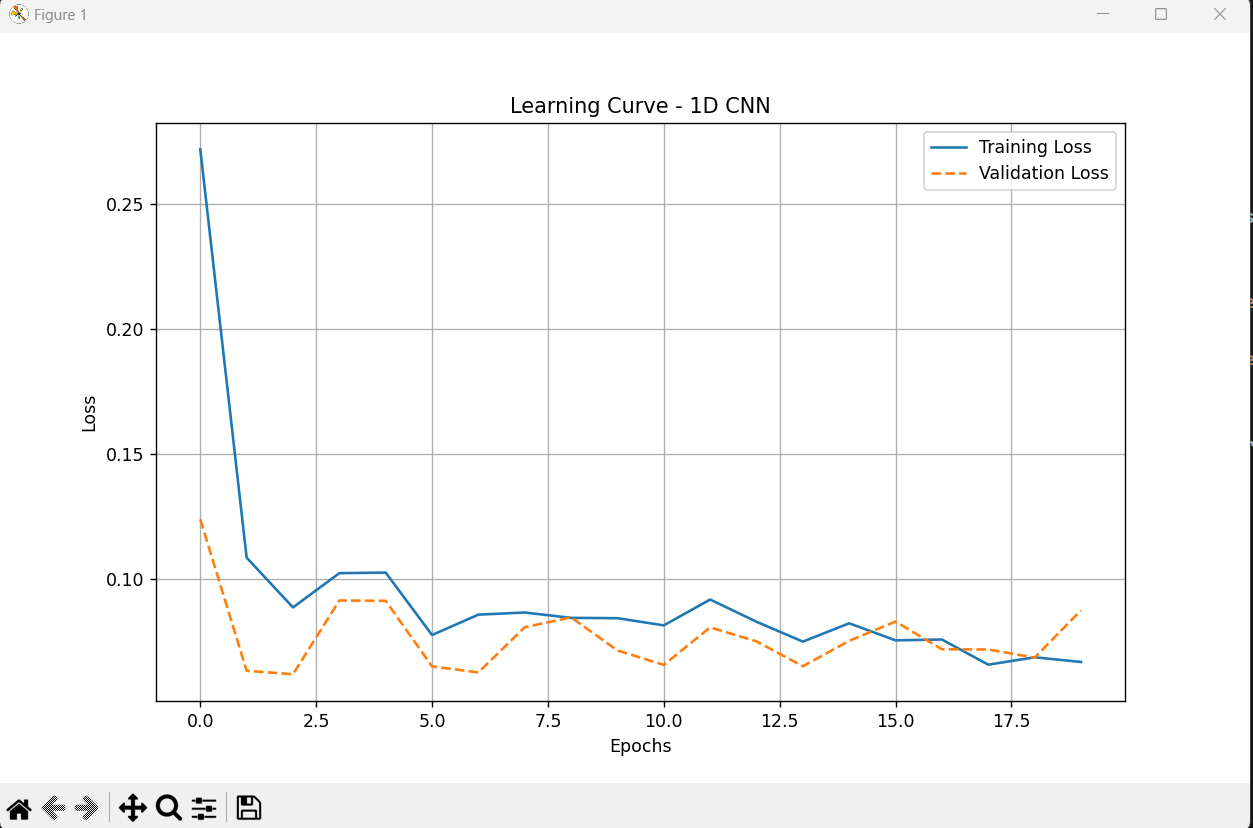 Figure 1
Learning Curve - 1D CNN
Training Loss
Validation Loss
0.25
0.20
0.15
0.10
Loss
0.0 2.5 5.0 7.5 10.0 12.5 15.0 17.5
Epochs